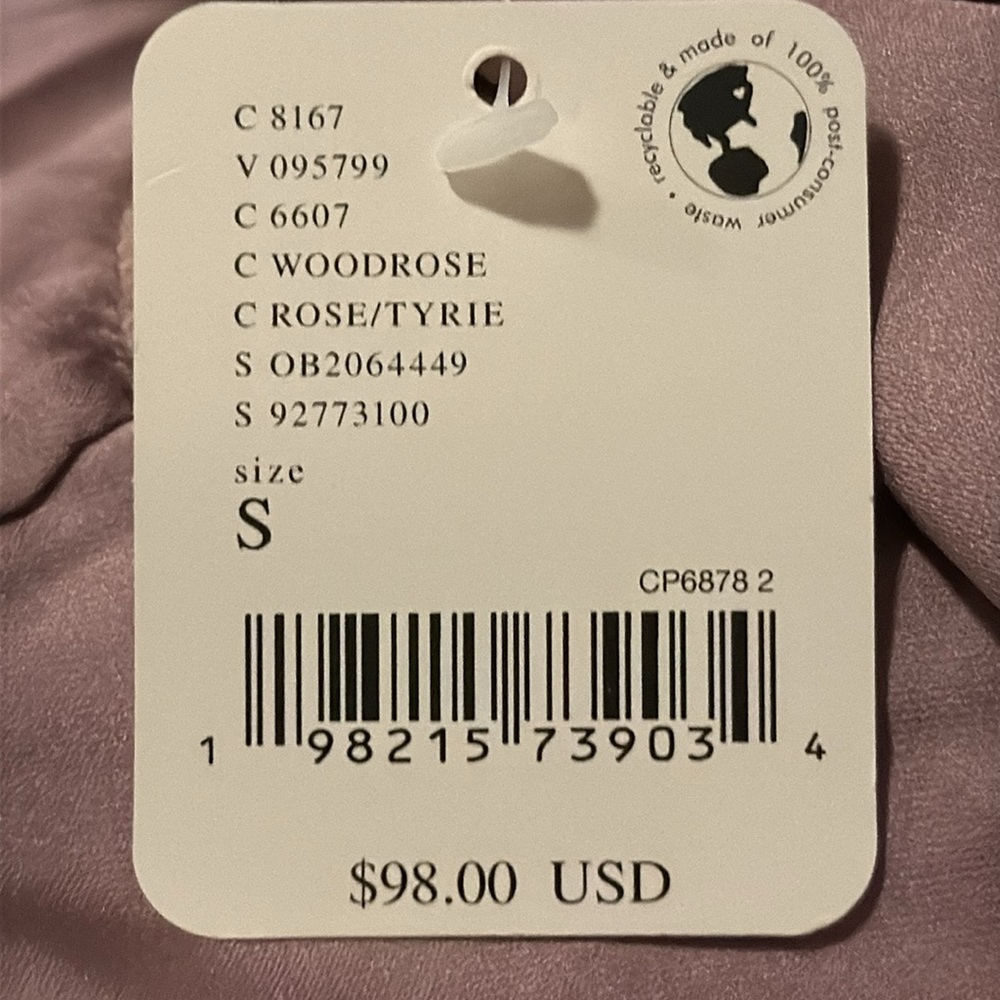 C 8167
V 095799
C 6607
C WOODROSE
C ROSE/TYRIE
S OB2064449
S 92773100
size
S
recyclable & made of 100% post-consumer waste •
CP6878 2
1 98215 73903 4
$98.00 USD